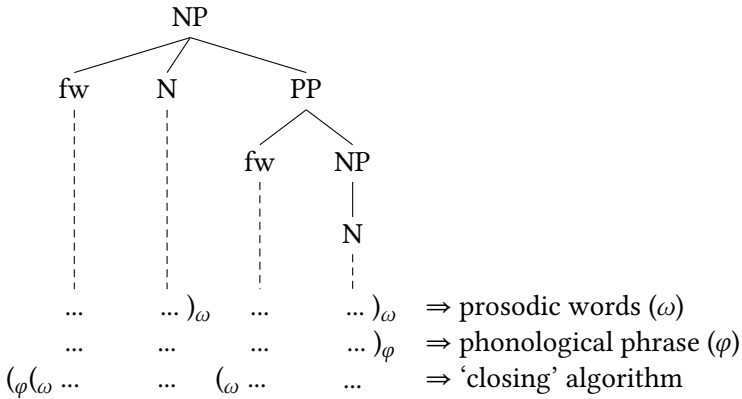 NP
fw N PP
fw NP
N
... ... )ω ... ... )ω ⇒ prosodic words (ω)
... ... ... ... )φ ⇒ phonological phrase (φ)
(φ(ω ... ... (ω ... ... ⇒ ‘closing’ algorithm